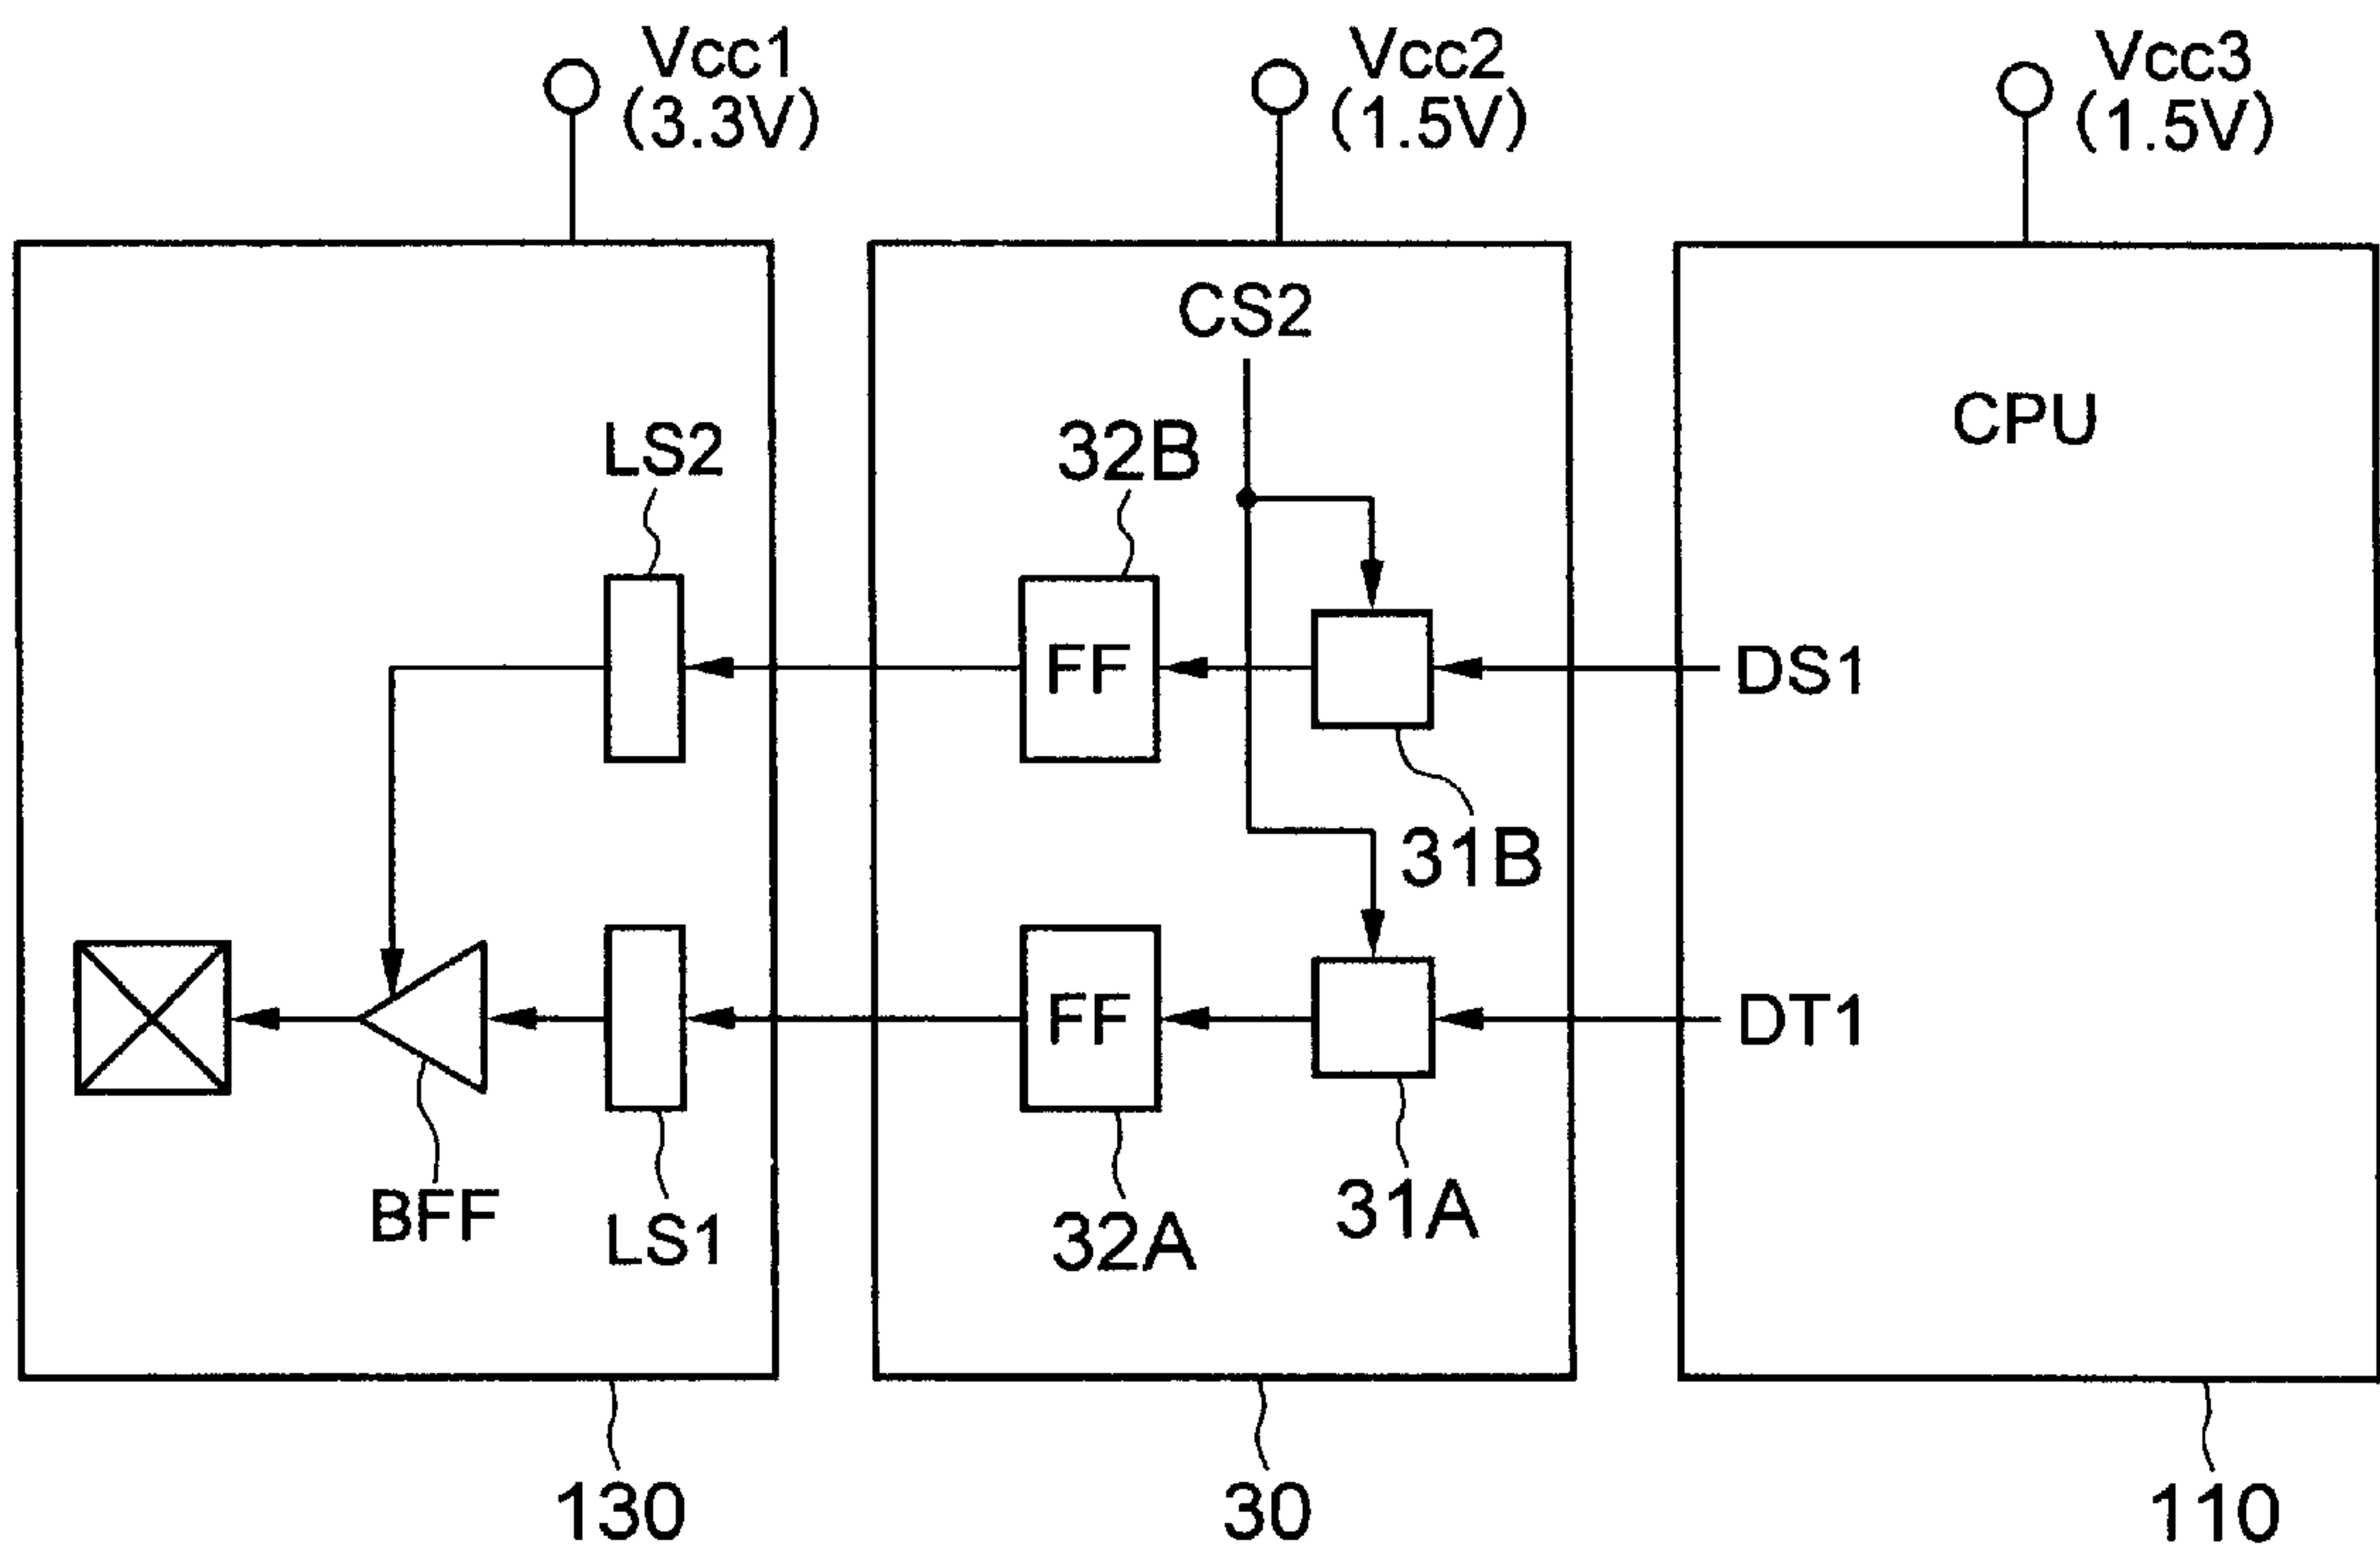 Vcc1
(3.3V)
Vcc2
(1.5V)
Vcc3
(1.5V)
CS2
CPU
LS2
32B
FF
DS1
31B
FF
DT1
BFF
LS1
32A
31A
130
30
110